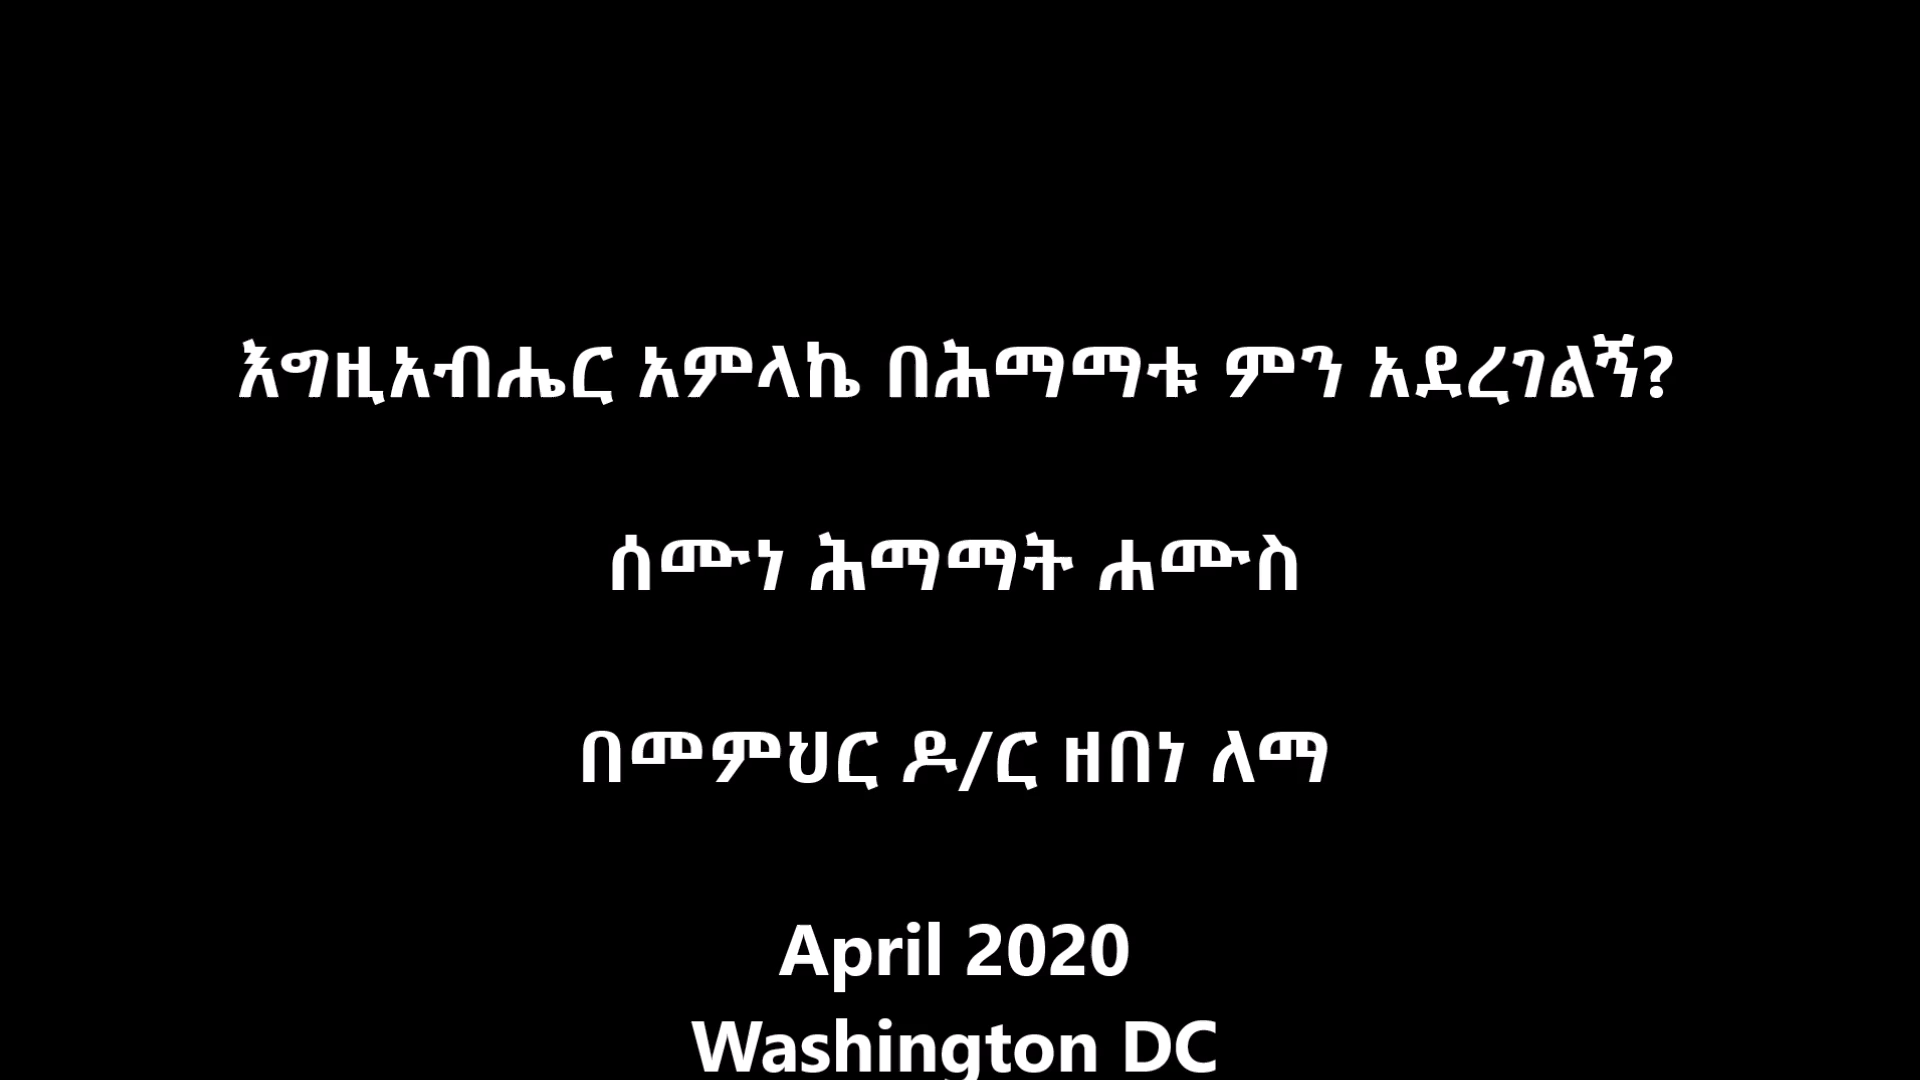 እግዚአብሔር አምላኬ በሕማማቱ ምን አደረገልኝ?
ሰሙነ ሕማማት ሐሙስ
በመምህር ዶ/ር ዘበነ ለማ
April 2020
Washington DC